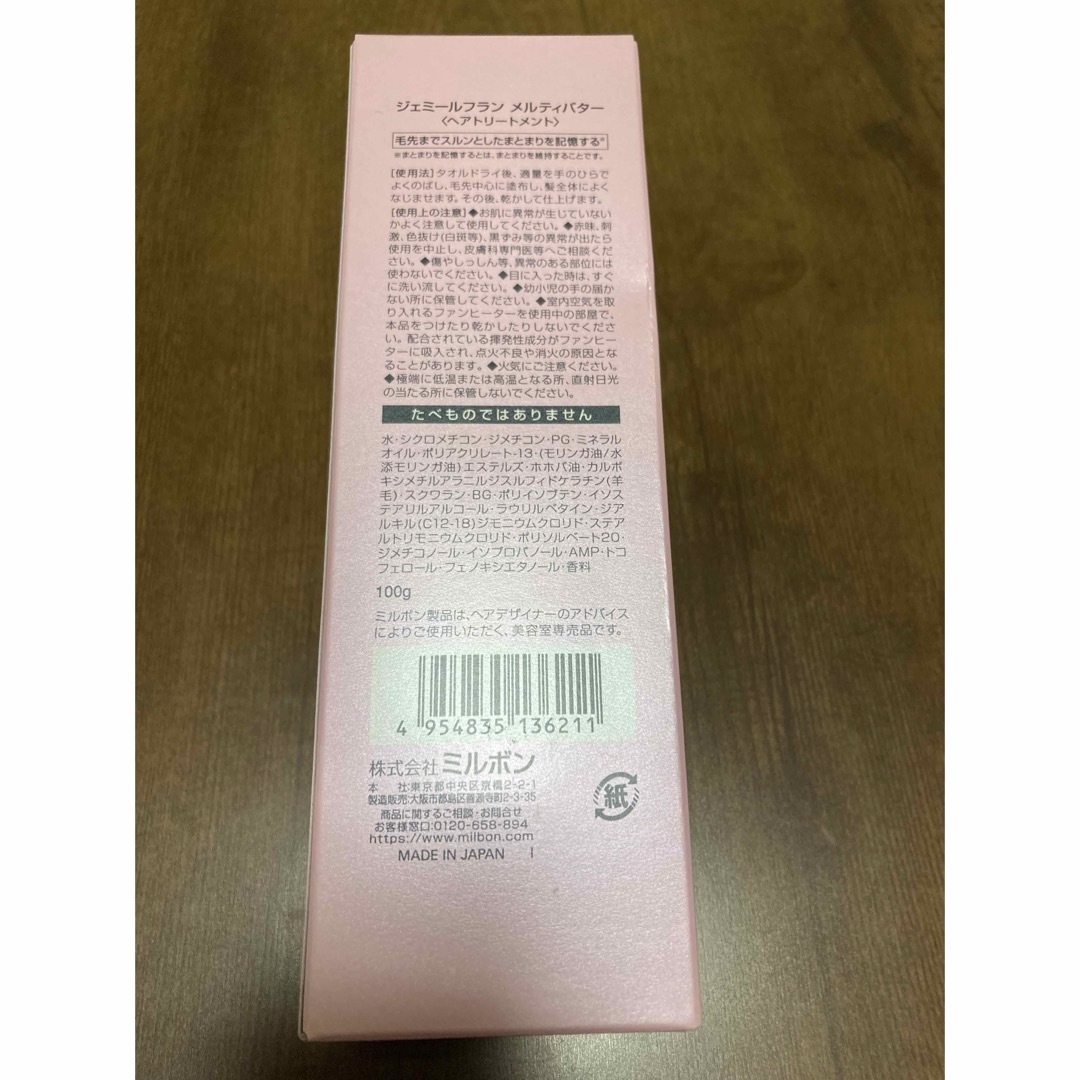 ジェミールフラン メルティバター
〈ヘアトリートメント〉
毛先までスルンとしたまとまりを記憶する※
※まとまりを記憶するとは、まとまりを維持することです。
[使用法]タオルドライ後、適量を手のひらで
よくのばし、毛先中心に塗布し、髪全体によく
なじませます。その後、乾かして仕上げます。
[使用上の注意]◆お肌に異常が生じていない
かよく注意して使用してください。◆赤味、刺
激、色抜け(白斑等)、黒ずみ等の異常が出たら
使用を中止し、皮膚科専門医等へご相談くだ
さい。◆傷やしっしん等、異常のある部位には
使わないでください。◆目に入った時は、すぐ
に洗い流してください。◆幼小児の手の届か
ない所に保管してください。◆室内空気を取
り入れるファンヒーターを使用中の部屋で、
本品をつけたり乾かしたりしないでくださ
い。配合されている揮発性成分がファンヒー
ターに吸入され、点火不良や消火の原因とな
ることがあります。◆火気にご注意ください。
◆極端に低温または高温となる所、直射日光
の当たる所に保管しないでください。
たべものではありません
水・シクロメチコン・ジメチコン・PG・ミネラル
オイル・ポリアクリレート-13・(モリンガ油/水
添モリンガ油)エステルズ・ホホバ油・カルボ
キシメチルアラニルジスルフィドケラチン(羊
毛)・スクワラン・BG・ポリイソブテン・イソス
テアリルアルコール・ラウリルベタイン・ジア
ルキル(C12-18)ジモニウムクロリド・ステア
ルトリモニウムクロリド・ポリソルベート20・
ジメチコノール・イソプロパノール・AMP・トコ
フェロール・フェノキシエタノール・香料
100g
ミルボン製品は、ヘアデザイナーのアドバイス
によりご使用いただく、美容室専売品です。
4 954835 136211
株式会社 ミルボン
本 社:東京都中央区京橋2-2-1
製造販売:大阪市都島区善源寺町2-3-35
商品に関するご相談・お問合せ
お客様窓口:0120-658-894
https://www.milbon.com
MADE IN JAPAN I
紙